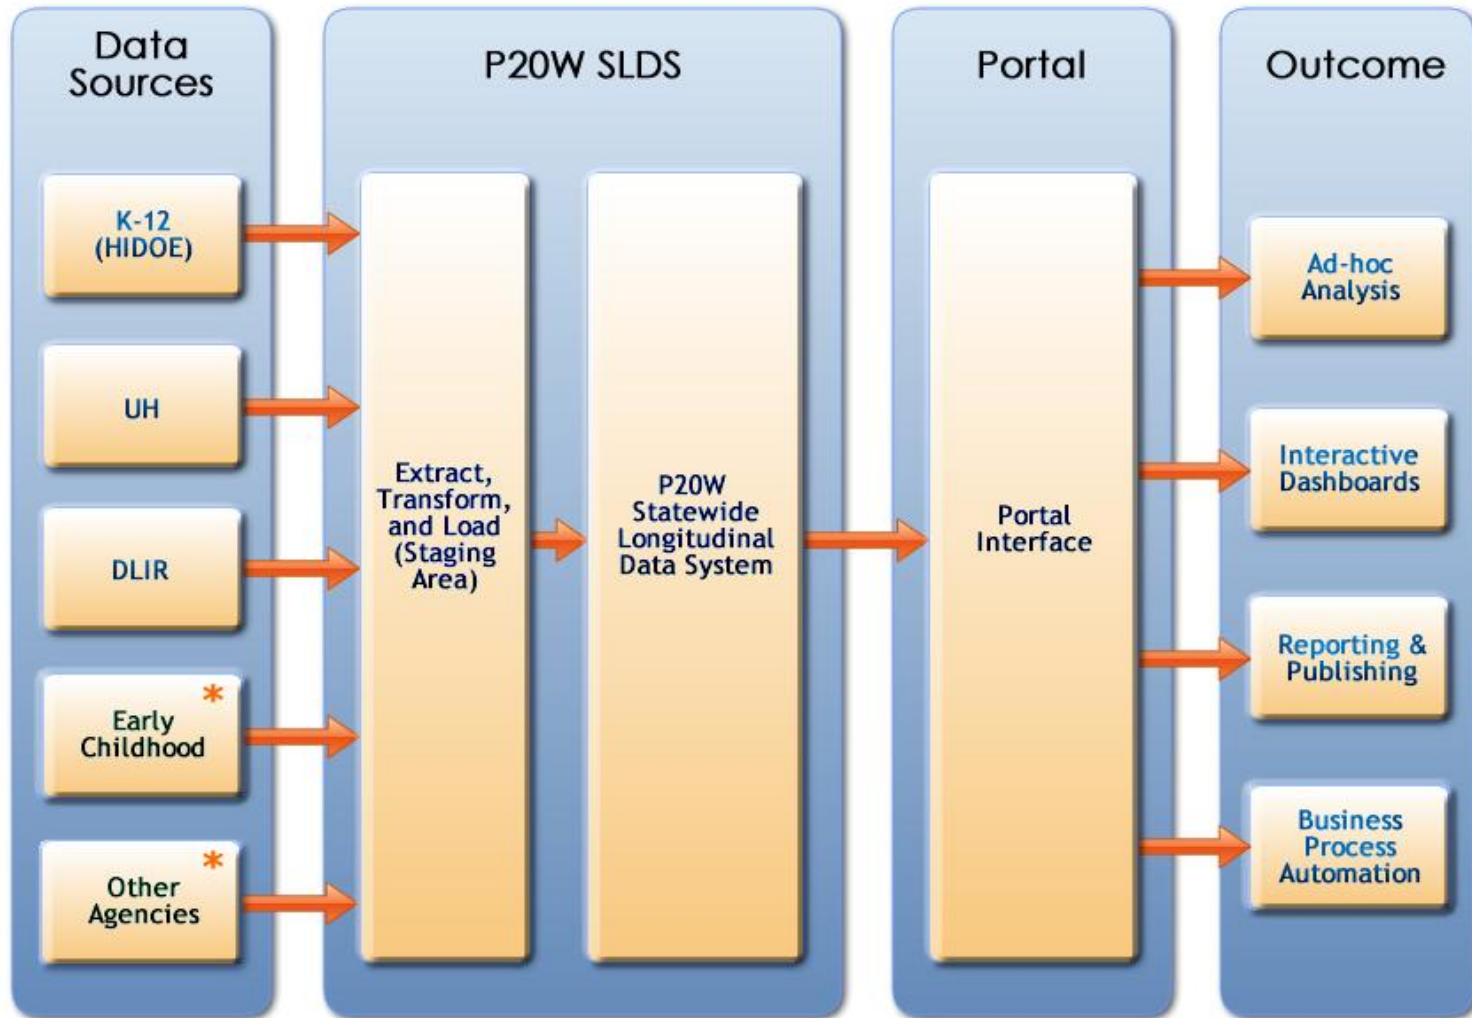 Data
Sources
P20W SLDS
Portal
Outcome
K-12
(HIDOE)
UH
DLIR
Early
Childhood
*
Other
Agencies
*
Extract,
Transform,
and Load
(Staging
Area)
P20W
Statewide
Longitudinal
Data System
Portal
Interface
Ad-hoc
Analysis
Interactive
Dashboards
Reporting &
Publishing
Business
Process
Automation